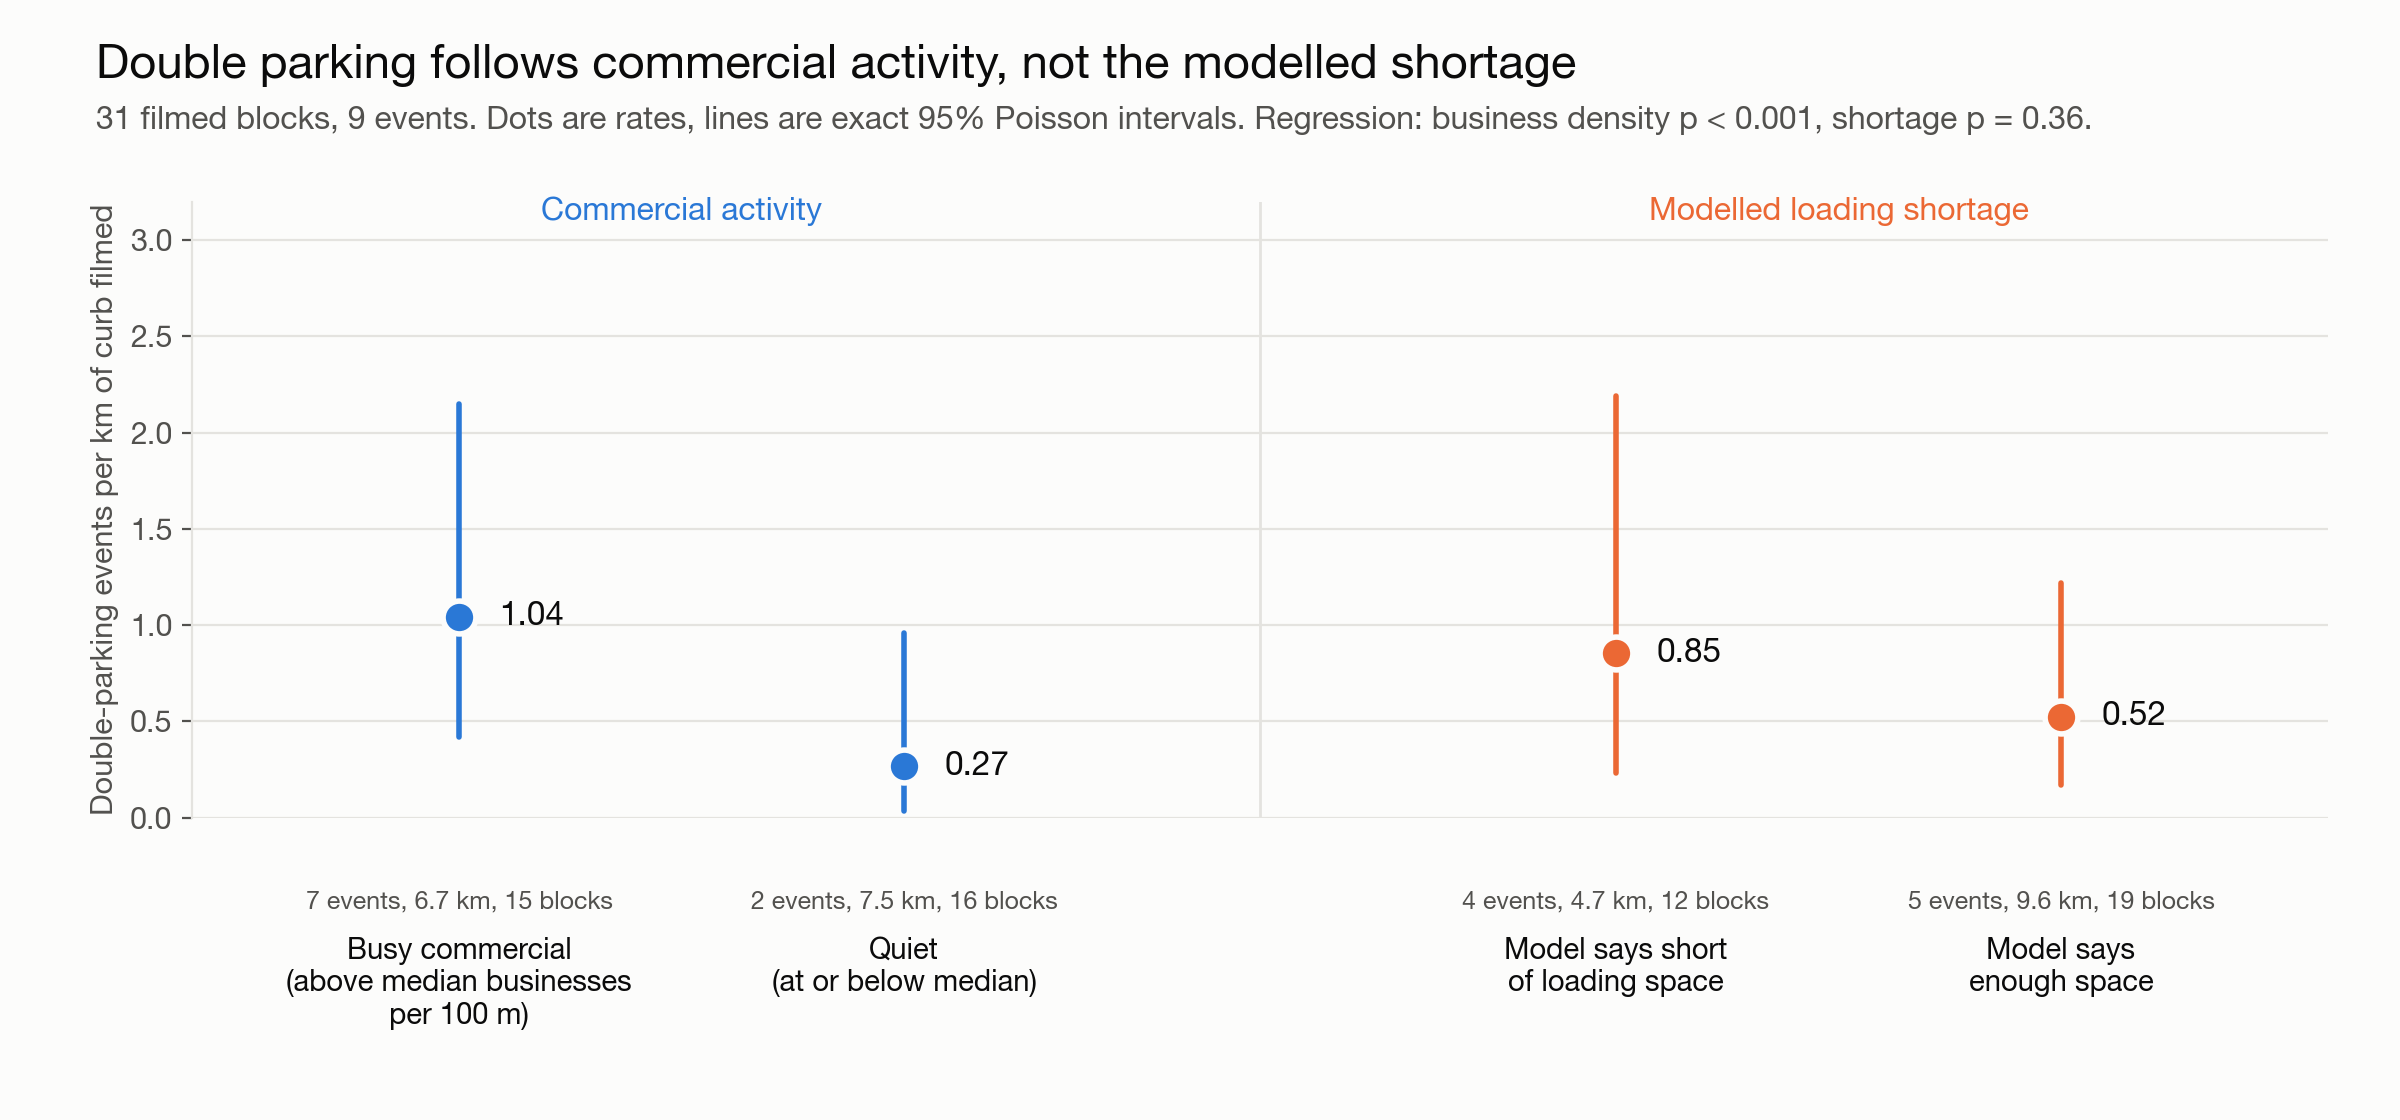 Double parking follows commercial activity, not the modelled shortage
31 filmed blocks, 9 events. Dots are rates, lines are exact 95% Poisson intervals. Regression: business density p < 0.001, shortage p = 0.36.
Commercial activity
Modelled loading shortage
Double-parking events per km of curb filmed
3.0
2.5
2.0
1.5
1.0
0.5
0.0
1.04
0.27
0.85
0.52
7 events, 6.7 km, 15 blocks
2 events, 7.5 km, 16 blocks
4 events, 4.7 km, 12 blocks
5 events, 9.6 km, 19 blocks
Busy commercial
(above median businesses
per 100 m)
Quiet
(at or below median)
Model says short
of loading space
Model says
enough space